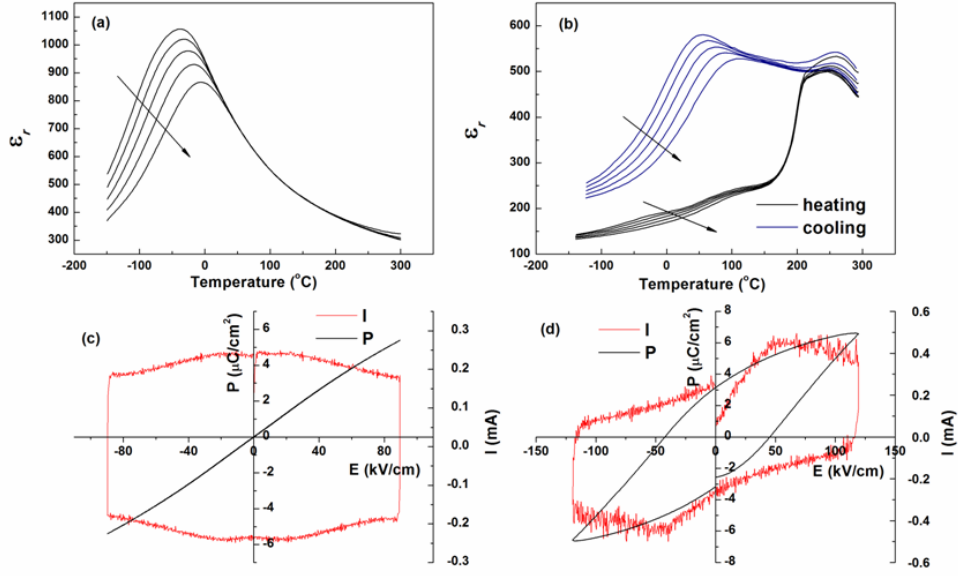 (a)
1100
1000
900
800
700
600
500
400
300
εr
-200 -100 0 100 200 300
Temperature (°C)
(b)
600
500
400
300
200
100
εr
heating
cooling
-200 -100 0 100 200 300
Temperature (°C)
(c)
I
P
P (μC/cm²)
6
4
2
0
-2
-4
-6
-80 -40 0 40 80
E (kV/cm)
0.3
0.2
0.1
0.0
-0.1
-0.2
-0.3
I (mA)
(d)
I
P
P (μC/cm²)
8
6
4
2
0
-2
-4
-6
-8
-150 -100 -50 0 50 100 150
E (kV/cm)
0.6
0.4
0.2
0.0
-0.2
-0.4
-0.6
I (mA)